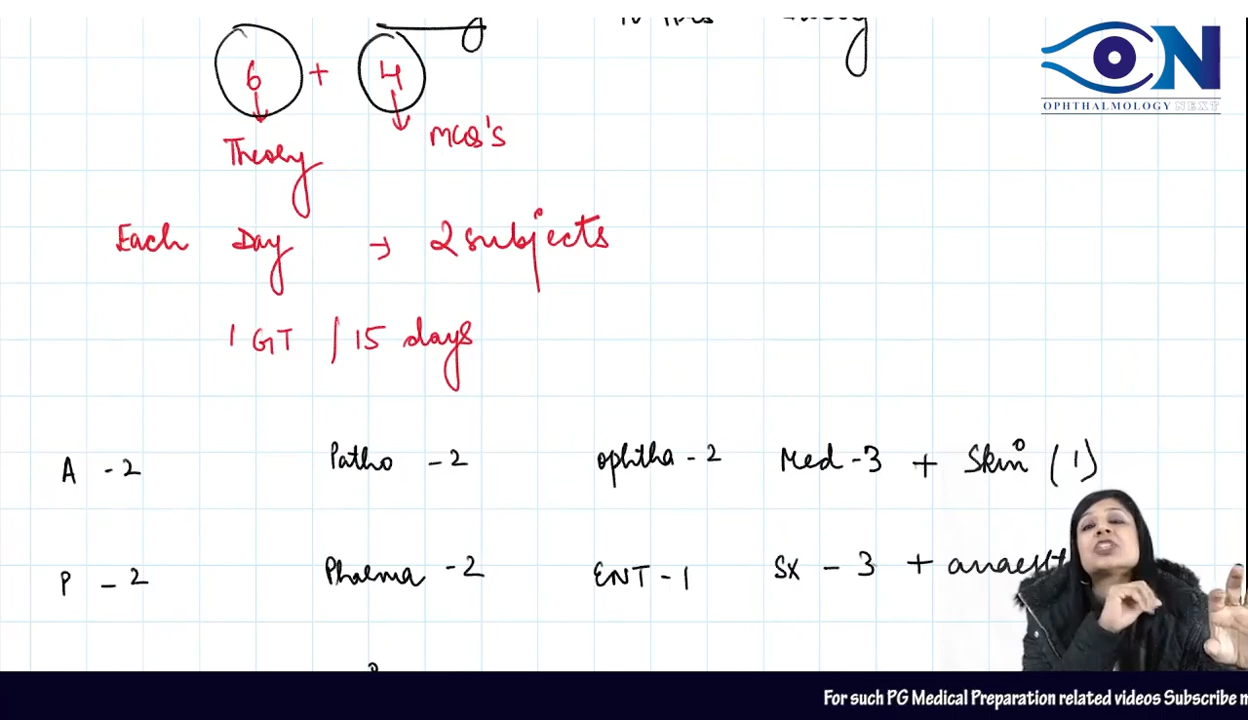 ON
OPHTHALMOLOGY NEXT
6 + 4
Theory
MCQ's
Each Day → 2 subjects
1 GT / 15 days
A - 2 Patho - 2 ophtha - 2 Med - 3 + Skin (1)
P - 2 Pharma - 2 ENT - 1 Sx - 3 +
For such PG Medical Preparation related videos Subscribe